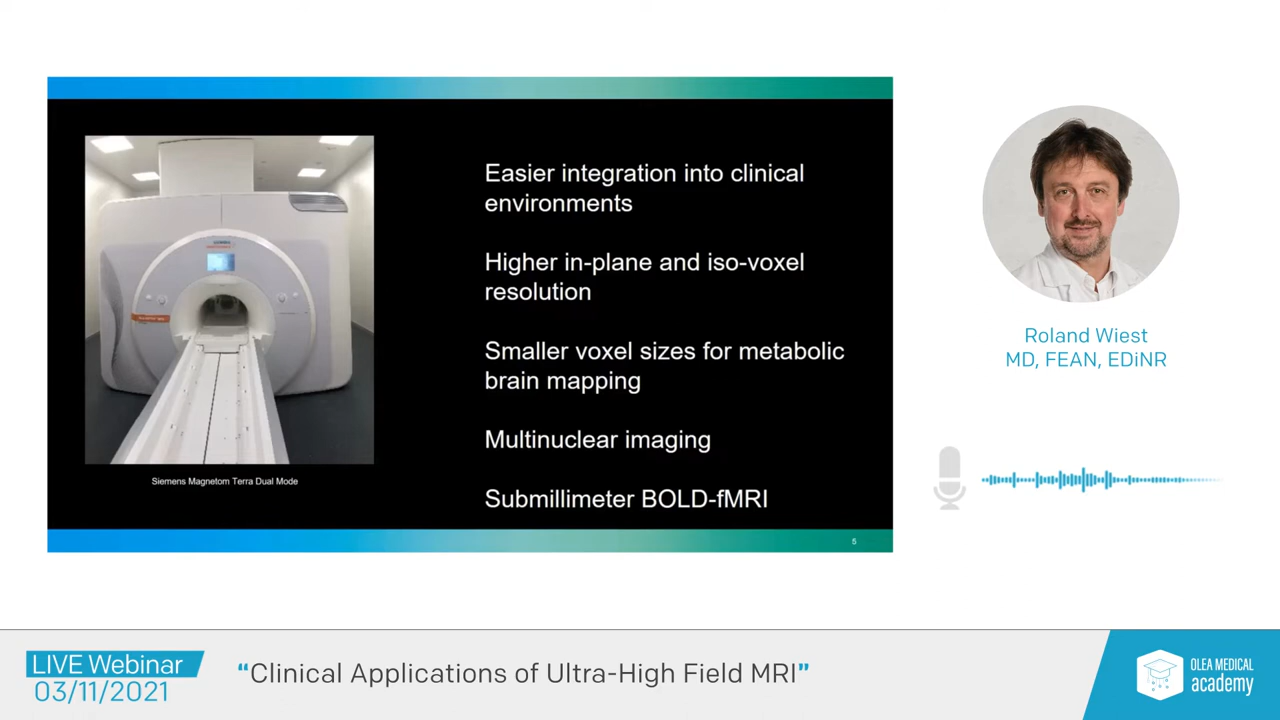 Easier integration into clinical
environments
Higher in-plane and iso-voxel
resolution
Smaller voxel sizes for metabolic
brain mapping
Multinuclear imaging
Submillimeter BOLD-fMRI
Siemens Magnetom Terra Dual Mode
5
Roland Wiest
MD, FEAN, EDiNR
LIVE Webinar
03/11/2021
“Clinical Applications of Ultra-High Field MRI”
OLEA MEDICAL
academy